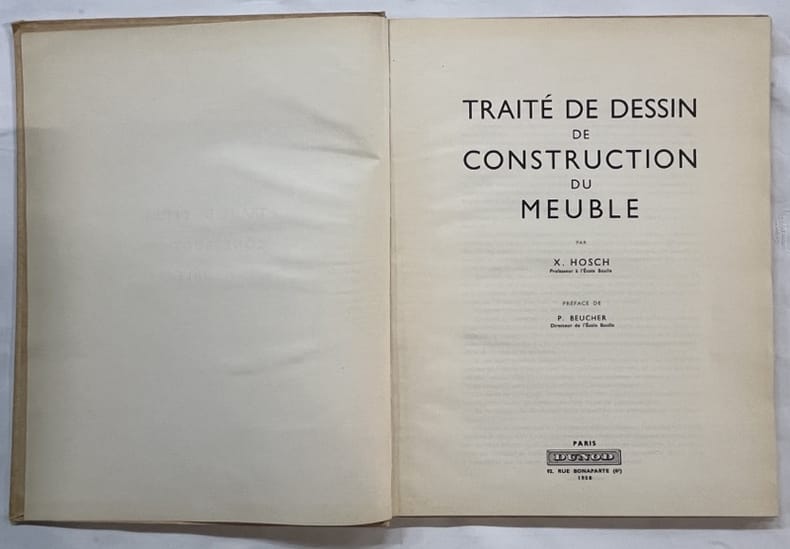 TRAITÉ DE DESSIN
DE
CONSTRUCTION
DU
MEUBLE
PAR
X. HOSCH
Professeur à l'École Boulle
PRÉFACE DE
P. BEUCHER
Directeur de l'École Boulle
PARIS
DUNOD
92, RUE BONAPARTE (6e)
1958